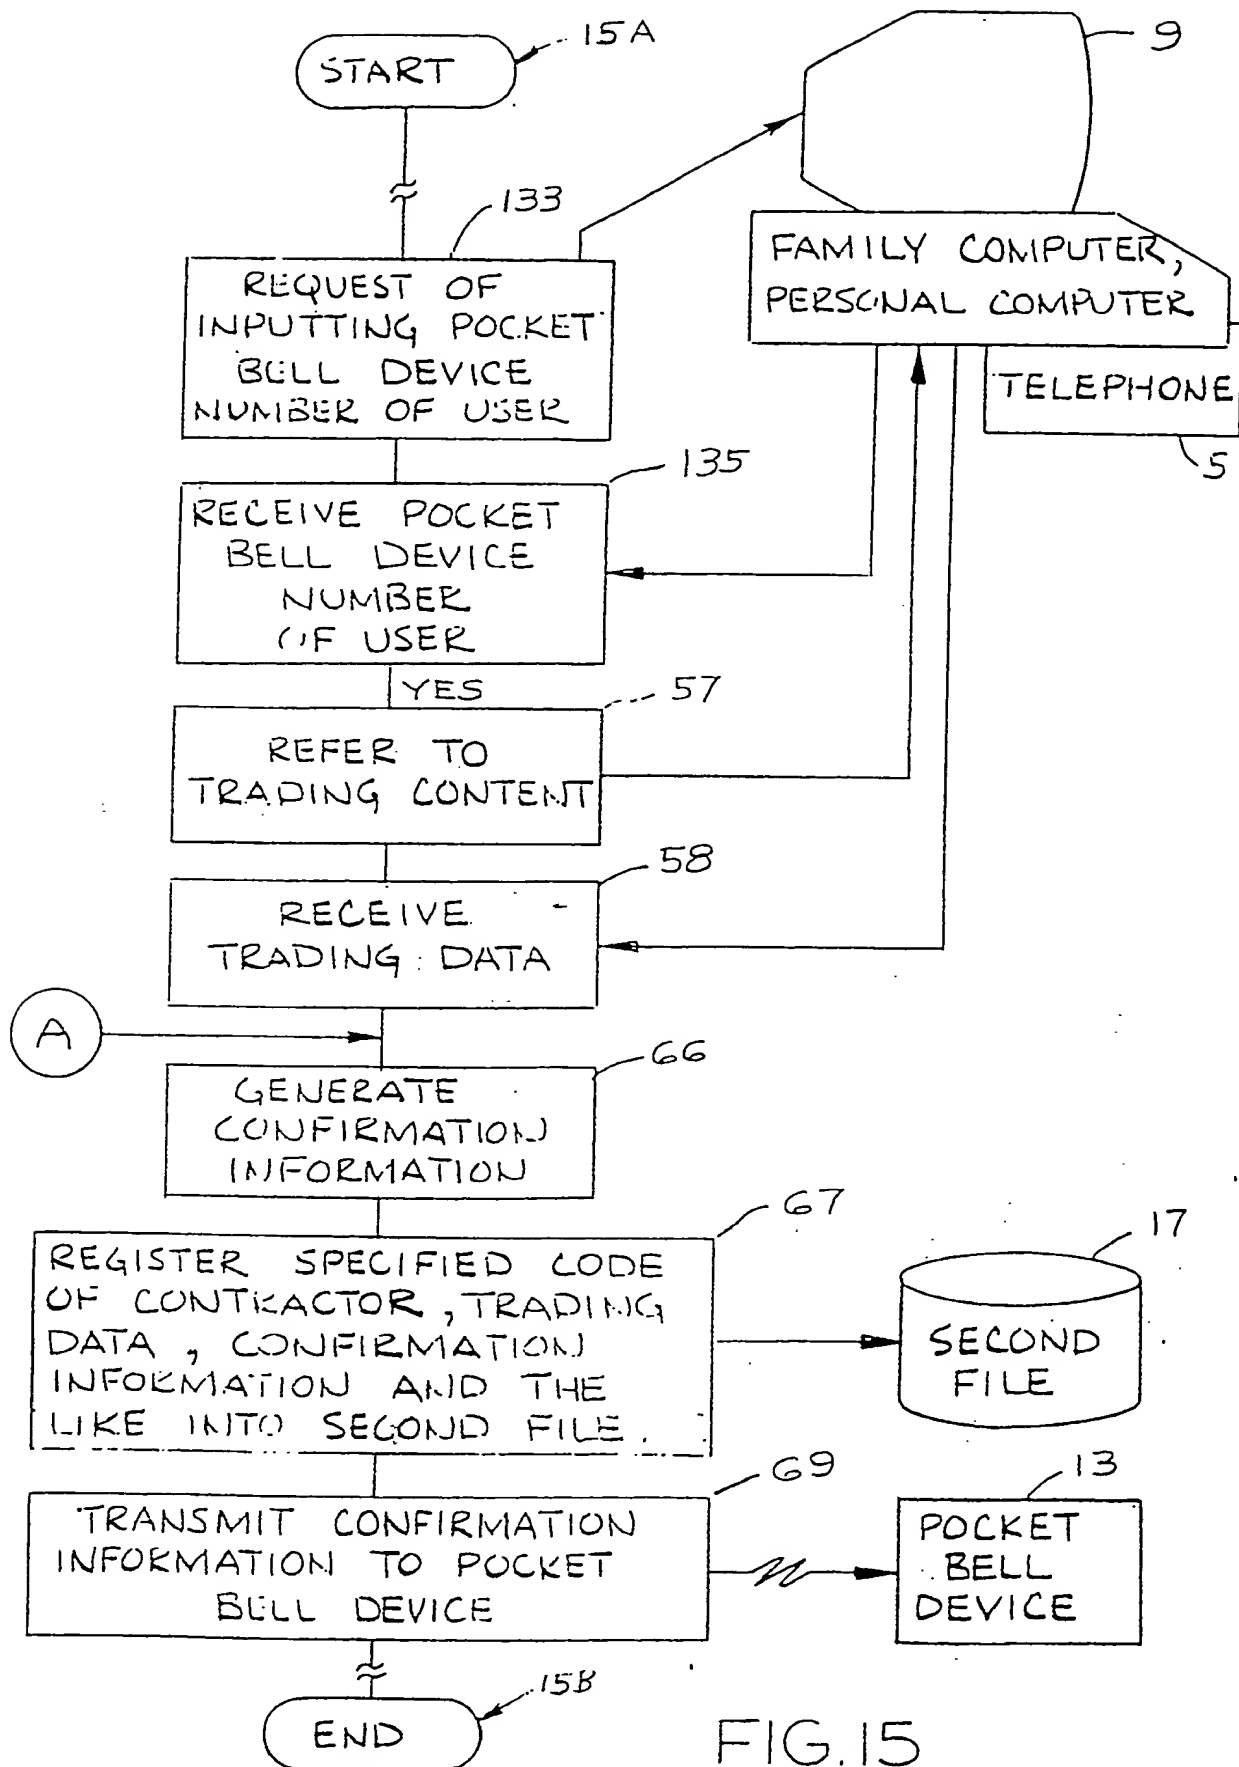 15A
START
9
133
REQUEST OF
INPUTTING POCKET
BELL DEVICE
NUMBER OF USER
FAMILY COMPUTER,
PERSONAL COMPUTER
TELEPHONE
5
135
RECEIVE POCKET
BELL DEVICE
NUMBER
OF USER
YES
57
REFER TO
TRADING CONTENT
58
RECEIVE
TRADING DATA
A
66
GENERATE
CONFIRMATION
INFORMATION
67
REGISTER SPECIFIED CODE
OF CONTRACTOR, TRADING
DATA, CONFIRMATION
INFORMATION AND THE
LIKE INTO SECOND FILE.
17
SECOND
FILE
69
TRANSMIT CONFIRMATION
INFORMATION TO POCKET
BELL DEVICE
13
POCKET
BELL
DEVICE
15B
END
FIG.15